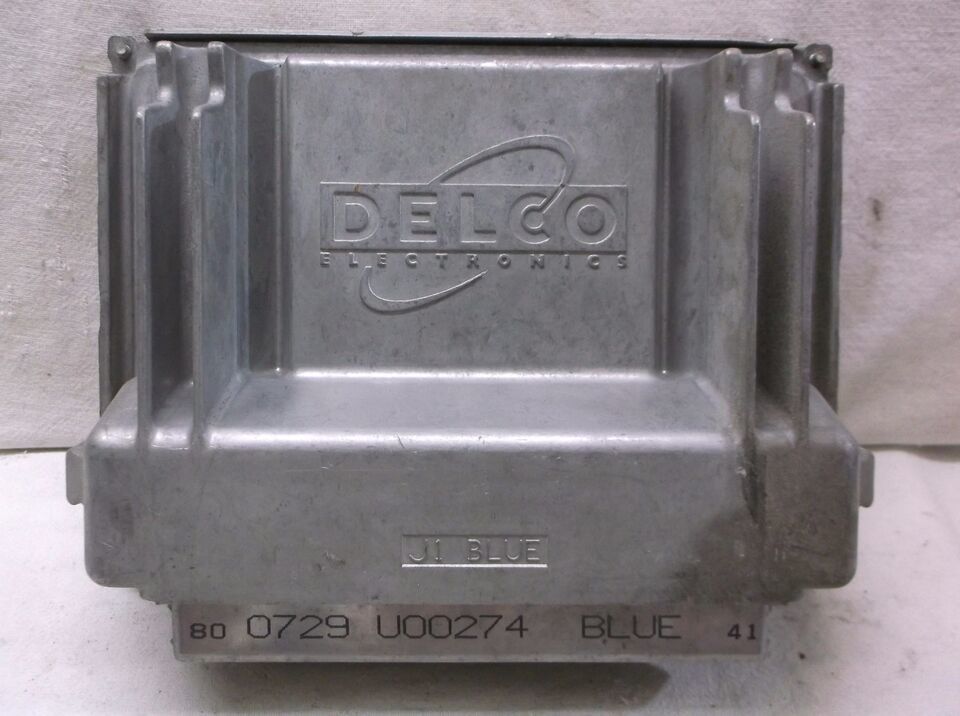 DELCO
ELECTRONICS
J1 BLUE
80 0729 U00274 BLUE 41